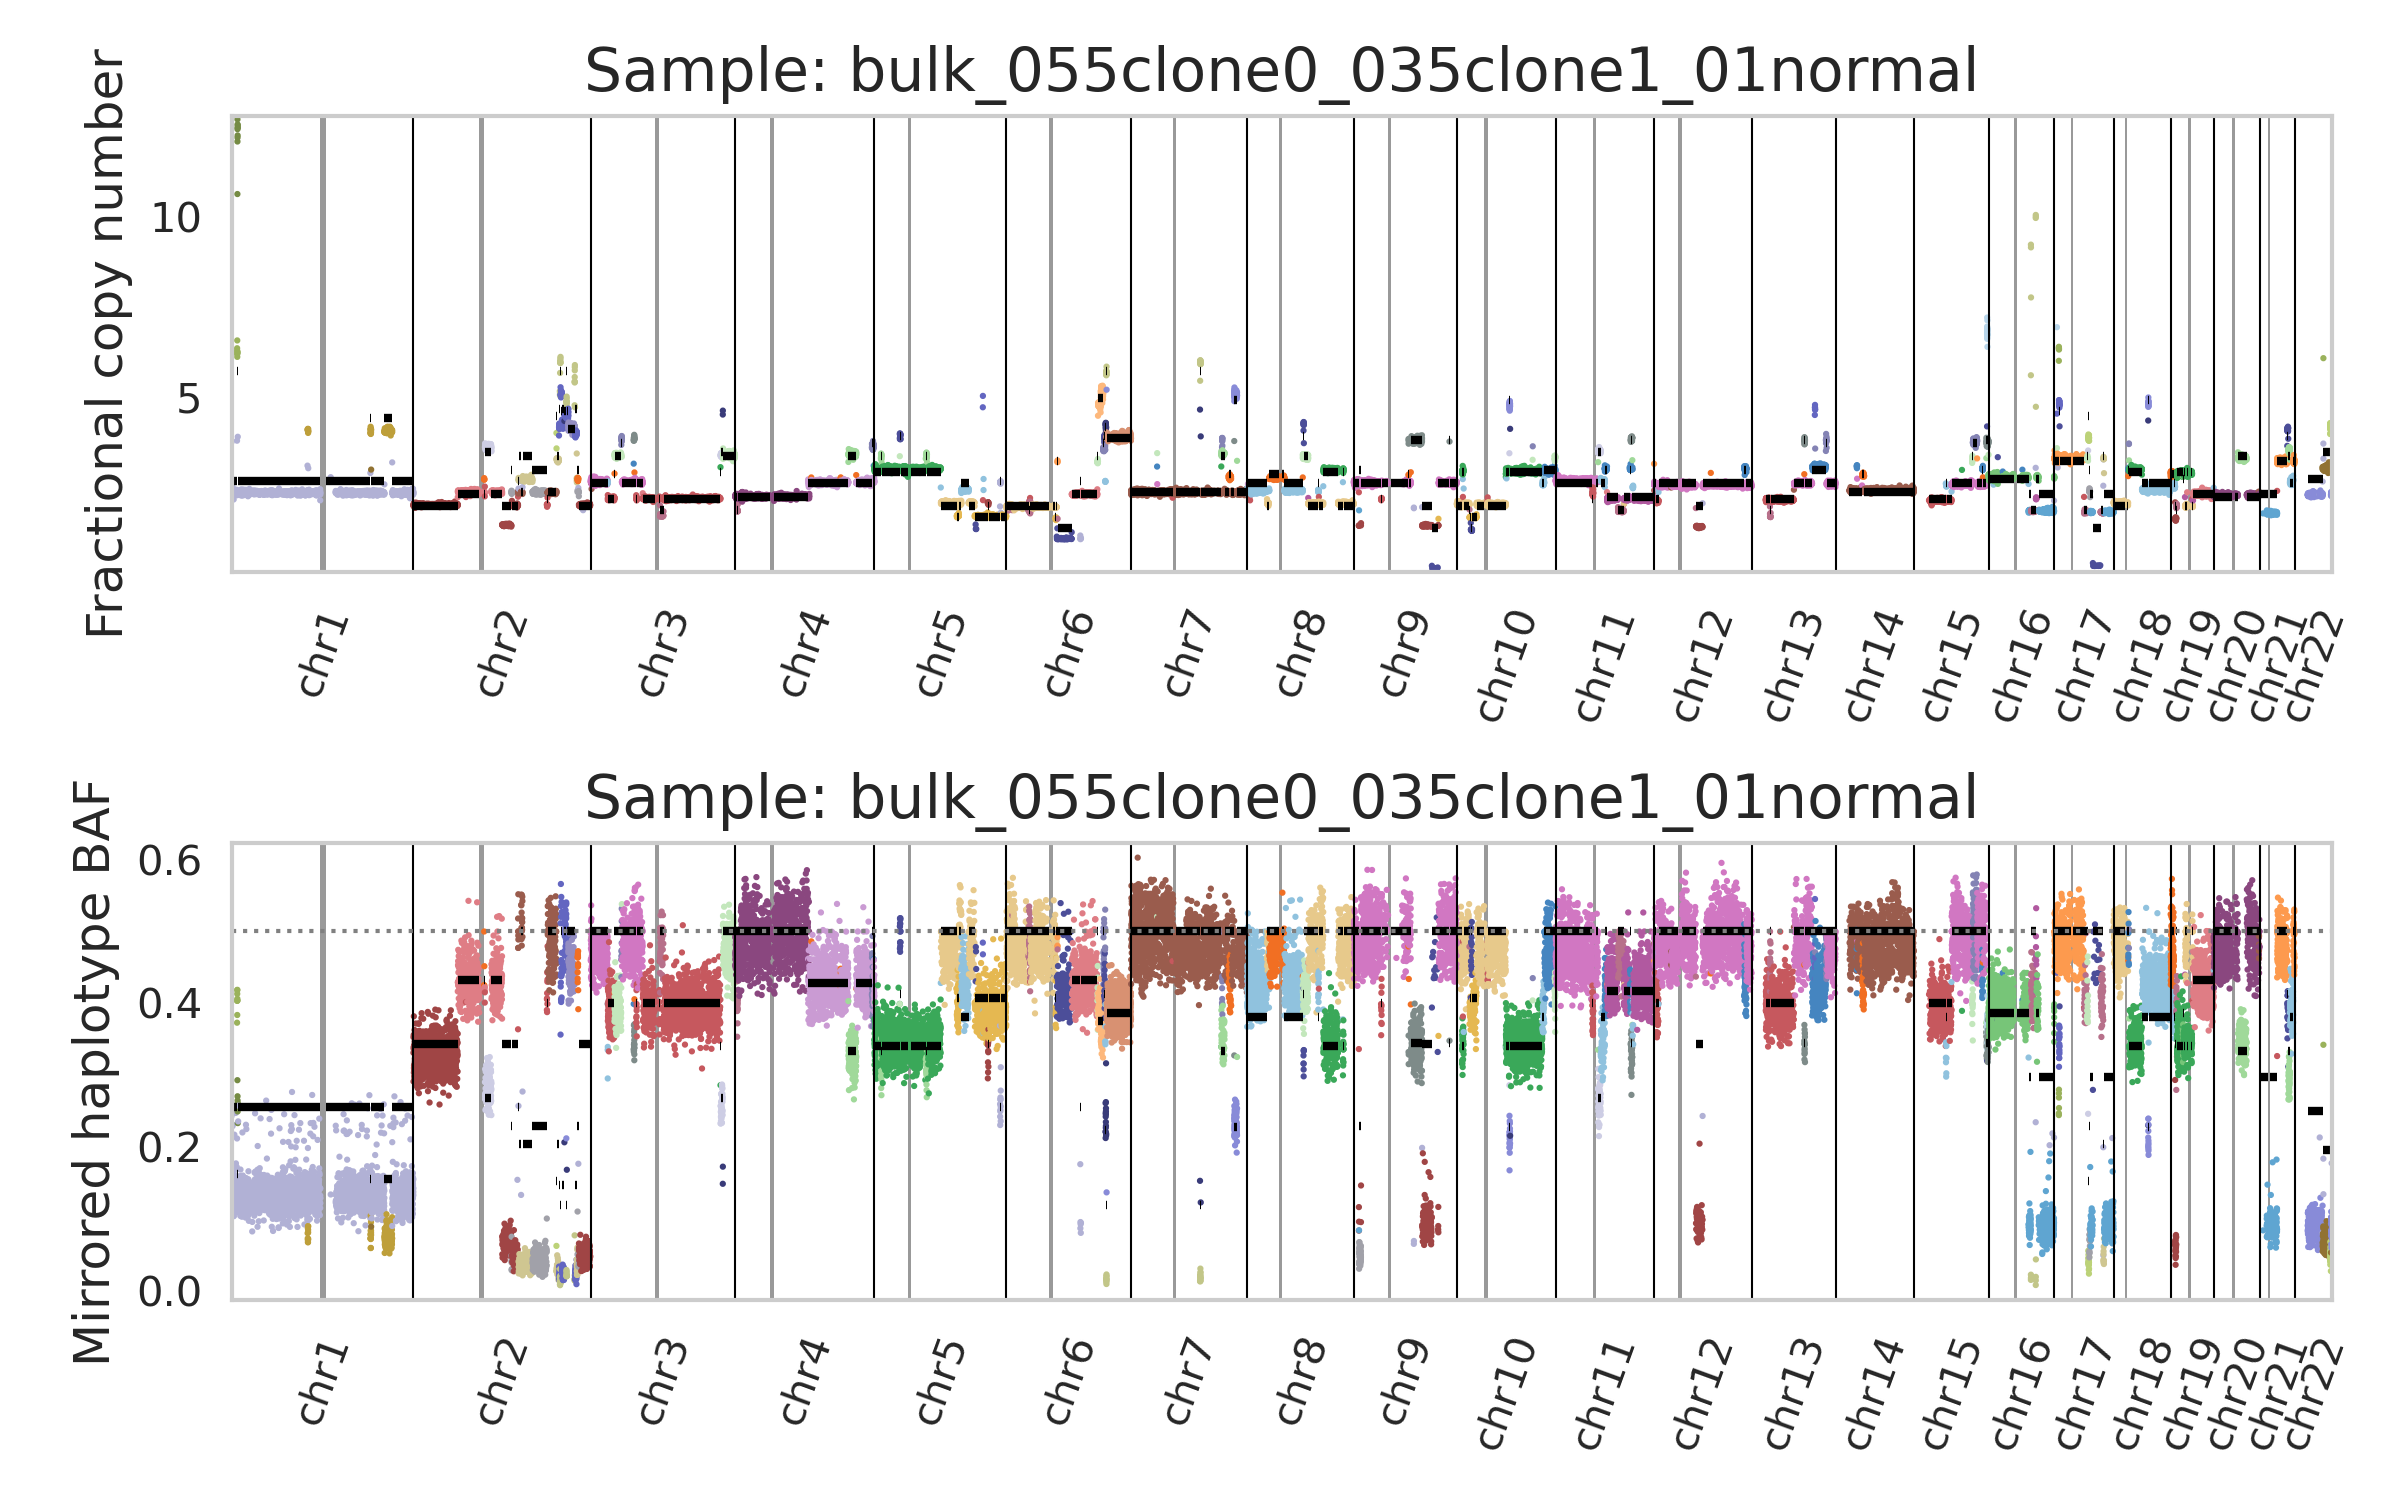 Sample: bulk_055clone0_035clone1_01normal
Fractional copy number
10
5
chr1
chr2
chr3
chr4
chr5
chr6
chr7
chr8
chr9
chr10
chr11
chr12
chr13
chr14
chr15
chr16
chr17
chr18
chr19
chr20
chr21
chr22
Sample: bulk_055clone0_035clone1_01normal
Mirrored haplotype BAF
0.6
0.4
0.2
0.0
chr1
chr2
chr3
chr4
chr5
chr6
chr7
chr8
chr9
chr10
chr11
chr12
chr13
chr14
chr15
chr16
chr17
chr18
chr19
chr20
chr21
chr22